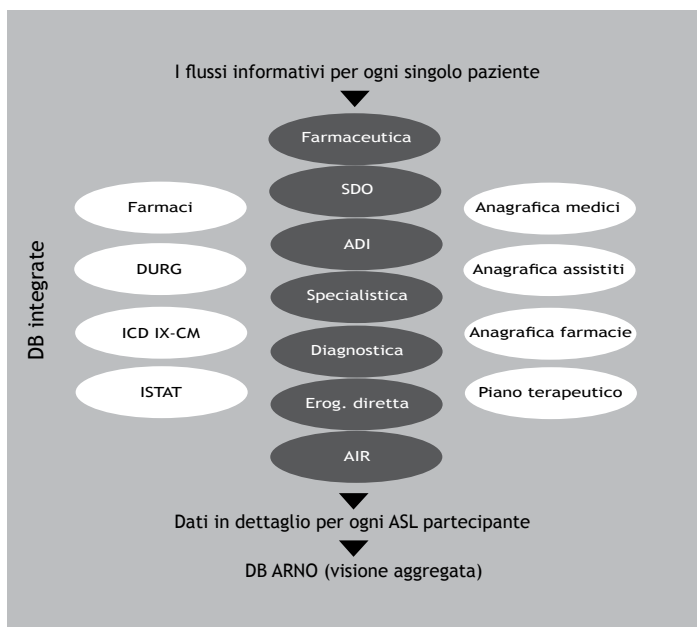 I flussi informativi per ogni singolo paziente
Farmaceutica
SDO
ADI
Specialistica
Diagnostica
Erog. diretta
AIR
DB integrate
Farmaci
DURG
ICD IX-CM
ISTAT
Anagrafica medici
Anagrafica assistiti
Anagrafica farmacie
Piano terapeutico
Dati in dettaglio per ogni ASL partecipante
DB ARNO (visione aggregata)